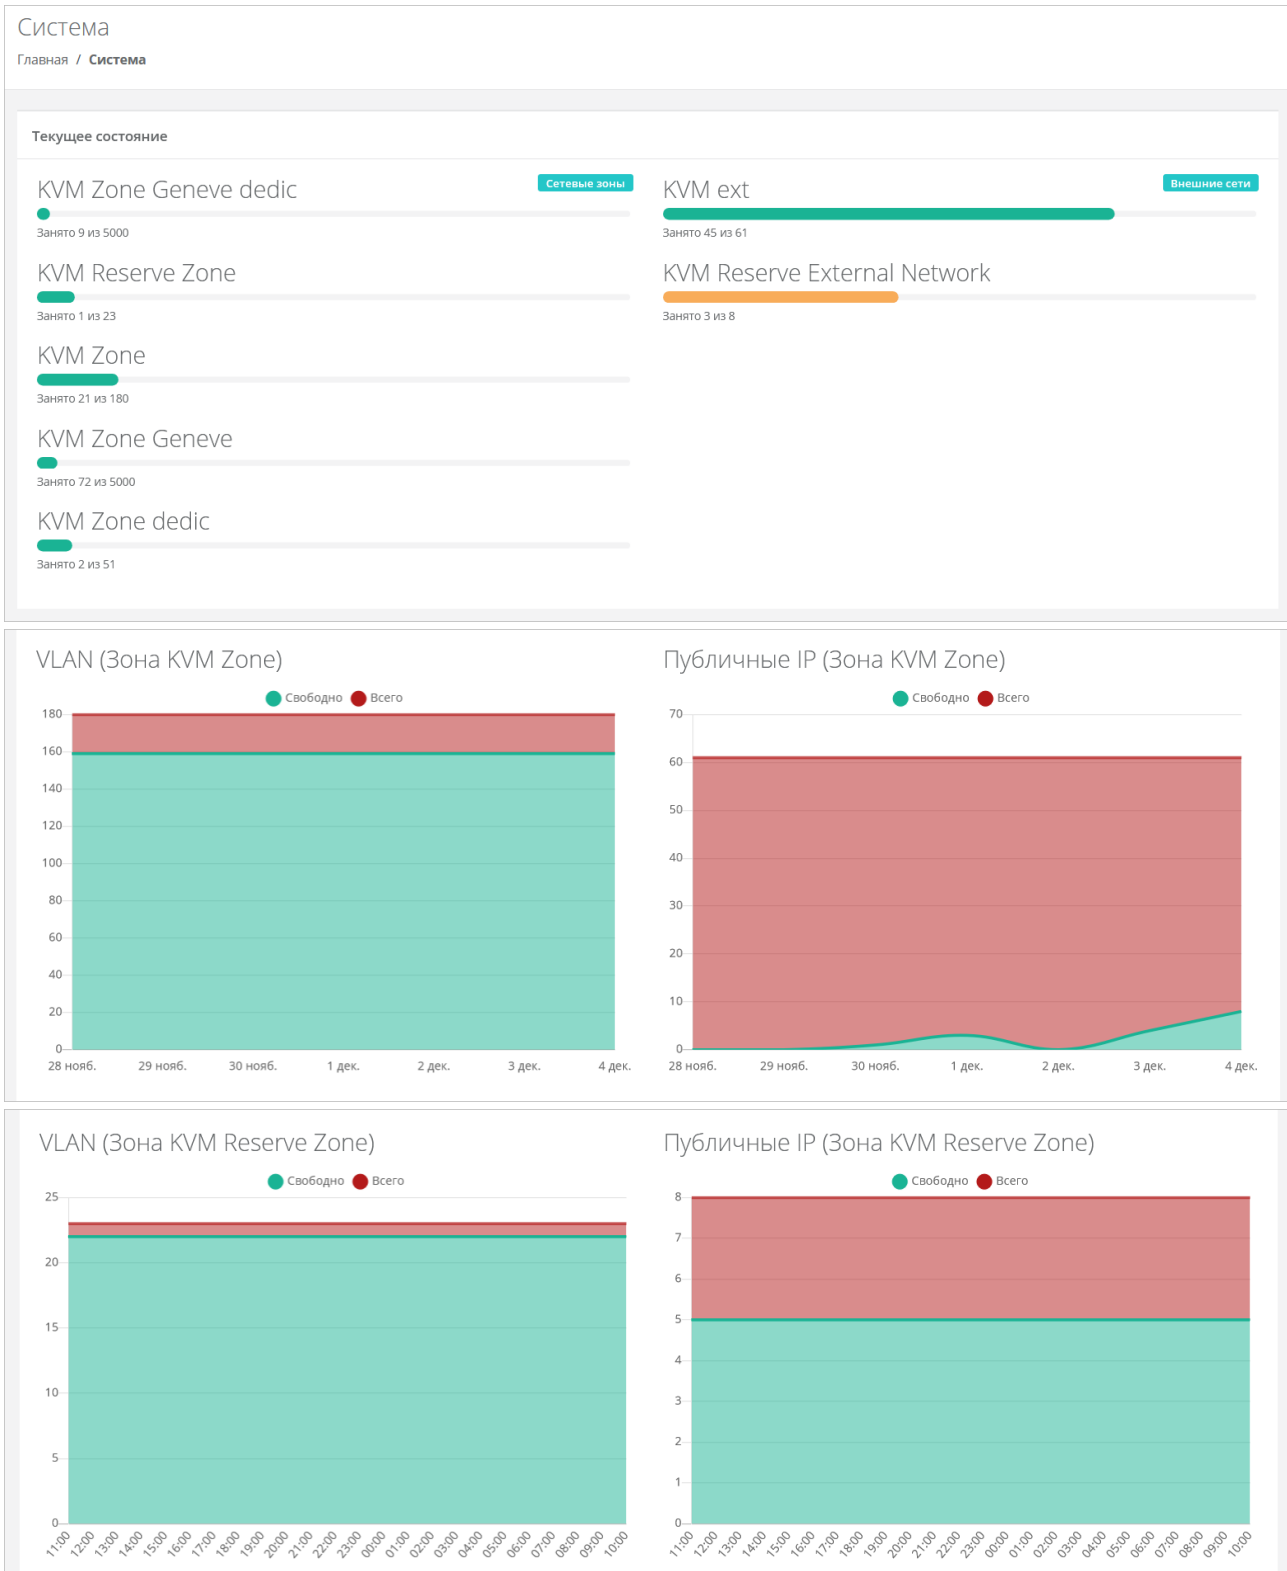 Система
Главная / Система
Текущее состояние
KVM Zone Geneve dedic
Сетевые зоны
Занято 9 из 5000
KVM Reserve Zone
Занято 1 из 23
KVM Zone
Занято 21 из 180
KVM Zone Geneve
Занято 72 из 5000
KVM Zone dedic
Занято 2 из 51
KVM ext
Внешние сети
Занято 45 из 61
KVM Reserve External Network
Занято 3 из 8
VLAN (Зона KVM Zone)
Свободно Всего
180
160
140
120
100
80
60
40
20
0
28 нояб. 29 нояб. 30 нояб. 1 дек. 2 дек. 3 дек. 4 дек.
Публичные IP (Зона KVM Zone)
Свободно Всего
70
60
50
40
30
20
10
0
28 нояб. 29 нояб. 30 нояб. 1 дек. 2 дек. 3 дек. 4 дек.
VLAN (Зона KVM Reserve Zone)
Свободно Всего
25
20
15
10
5
0
11:00 12:00 13:00 14:00 15:00 16:00 17:00 18:00 19:00 20:00 21:00 22:00 23:00 00:00 01:00 02:00 03:00 04:00 05:00 06:00 07:00 08:00 09:00 10:00
Публичные IP (Зона KVM Reserve Zone)
Свободно Всего
8
7
6
5
4
3
2
1
0
11:00 12:00 13:00 14:00 15:00 16:00 17:00 18:00 19:00 20:00 21:00 22:00 23:00 00:00 01:00 02:00 03:00 04:00 05:00 06:00 07:00 08:00 09:00 10:00